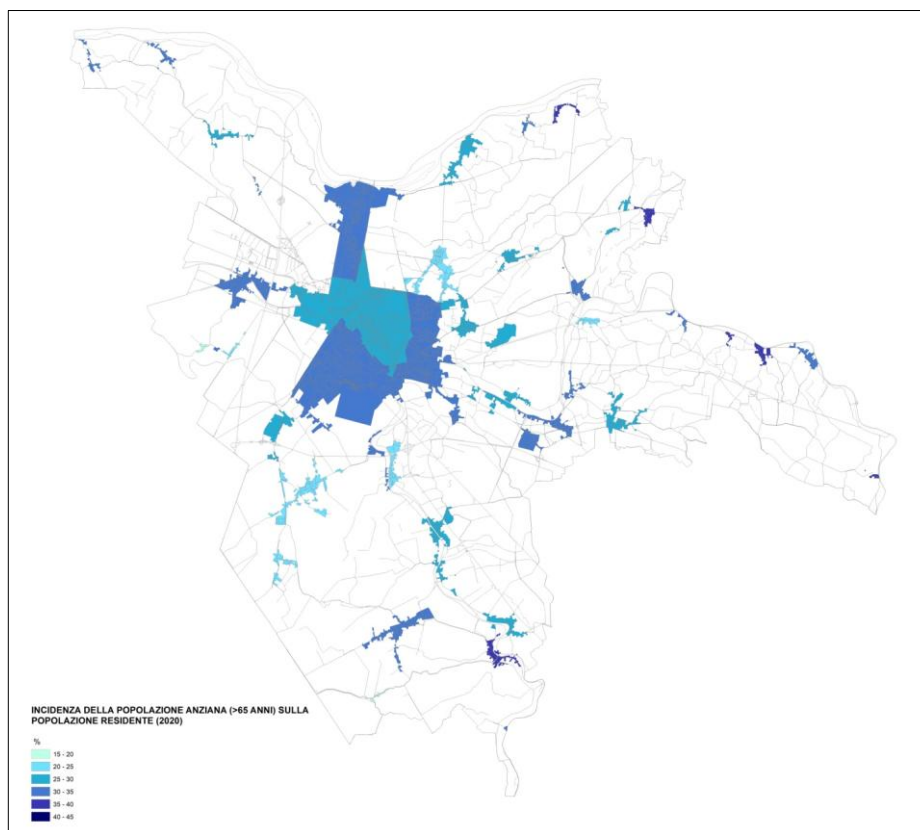 INCIDENZA DELLA POPOLAZIONE ANZIANA (>65 ANNI) SULLA
POPOLAZIONE RESIDENTE (2020)
%
15 - 20
20 - 25
25 - 30
30 - 35
35 - 40
40 - 45